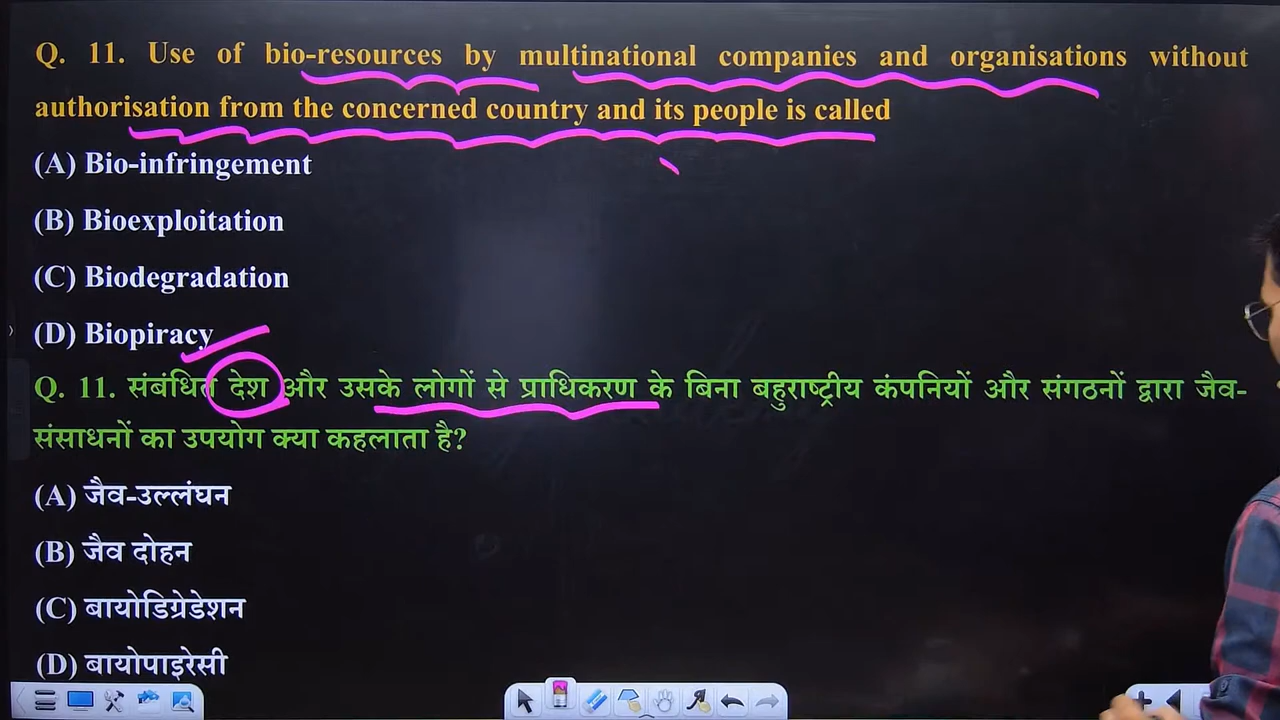 Q. 11. Use of bio-resources by multinational companies and organisations without
authorisation from the concerned country and its people is called
(A) Bio-infringement
(B) Bioexploitation
(C) Biodegradation
(D) Biopiracy
Q. 11. संबंधित देश और उसके लोगों से प्राधिकरण के बिना बहुराष्ट्रीय कंपनियों और संगठनों द्वारा जैव-
संसाधनों का उपयोग क्या कहलाता है?
(A) जैव-उल्लंघन
(B) जैव दोहन
(C) बायोडिग्रेडेशन
(D) बायोपाइरेसी